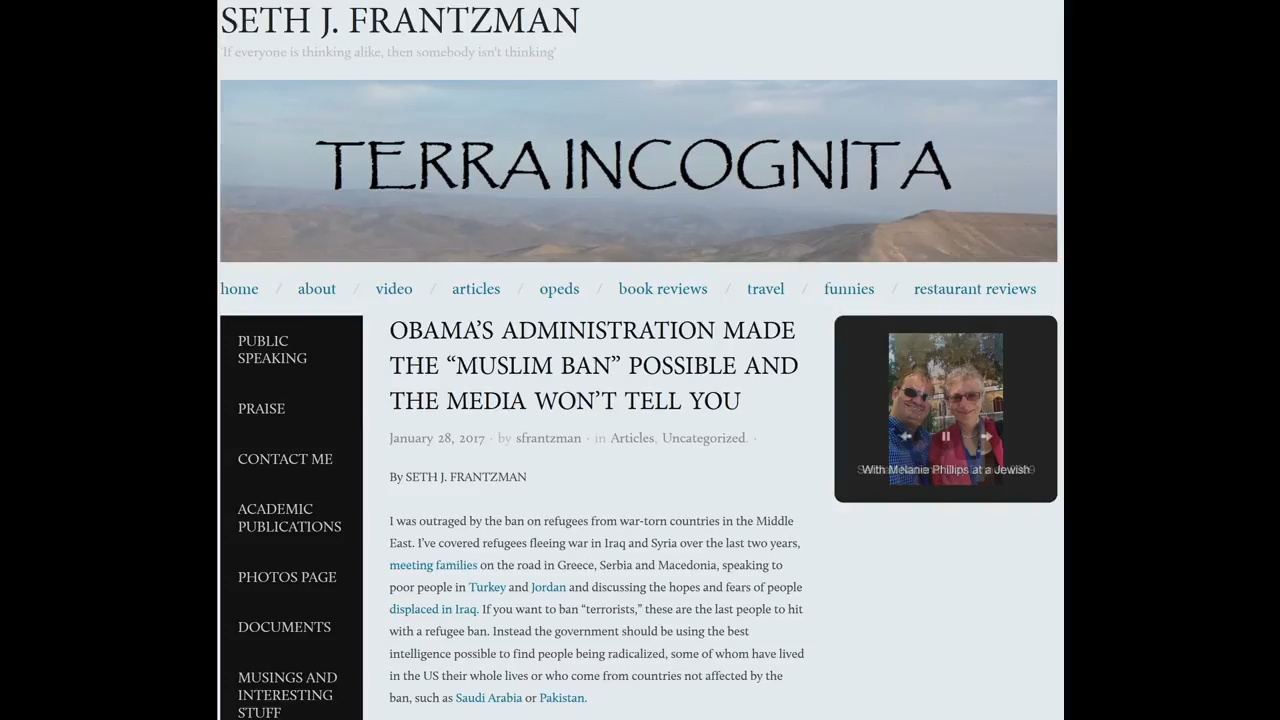 SETH J. FRANTZMAN
'If everyone is thinking alike, then somebody isn't thinking'
TERRA INCOGNITA
home / about / video / articles / opeds / book reviews / travel / funnies / restaurant reviews
PUBLIC
SPEAKING
PRAISE
CONTACT ME
ACADEMIC
PUBLICATIONS
PHOTOS PAGE
DOCUMENTS
MUSINGS AND
INTERESTING
STUFF
OBAMA'S ADMINISTRATION MADE
THE “MUSLIM BAN” POSSIBLE AND
THE MEDIA WON'T TELL YOU
January 28, 2017 · by sfrantzman · in Articles, Uncategorized. ·
By SETH J. FRANTZMAN
I was outraged by the ban on refugees from war-torn countries in the Middle
East. I've covered refugees fleeing war in Iraq and Syria over the last two years,
meeting families on the road in Greece, Serbia and Macedonia, speaking to
poor people in Turkey and Jordan and discussing the hopes and fears of people
displaced in Iraq. If you want to ban “terrorists,” these are the last people to hit
with a refugee ban. Instead the government should be using the best
intelligence possible to find people being radicalized, some of whom have lived
in the US their whole lives or who come from countries not affected by the
ban, such as Saudi Arabia or Pakistan.
With Melanie Phillips at a Jewish